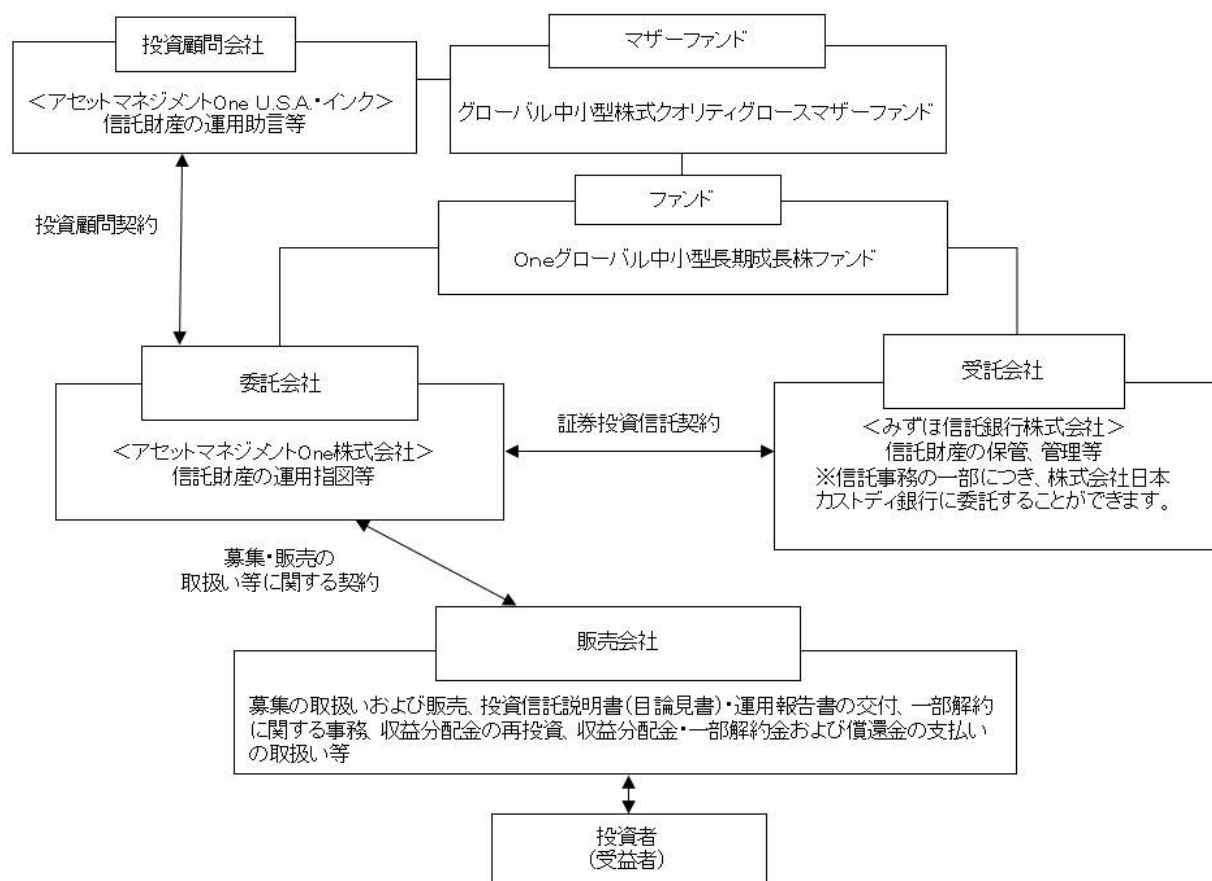 投資顧問会社
<アセットマネジメントOne U.S.A.・インク>
信託財産の運用助言等
マザーファンド
グローバル中小型株式クオリティグロースマザーファンド
ファンド
Oneグローバル中小型長期成長株ファンド
投資顧問契約
委託会社
<アセットマネジメントOne株式会社>
信託財産の運用指図等
証券投資信託契約
受託会社
<みずほ信託銀行株式会社>
信託財産の保管、管理等
※信託事務の一部につき、株式会社日本
カストディ銀行に委託することができます。
募集・販売の
取扱い等に関する契約
販売会社
募集の取扱いおよび販売、投資信託説明書(目論見書)・運用報告書の交付、一部解約
に関する事務、収益分配金の再投資、収益分配金・一部解約金および償還金の支払い
の取扱い等
投資者
(受益者)